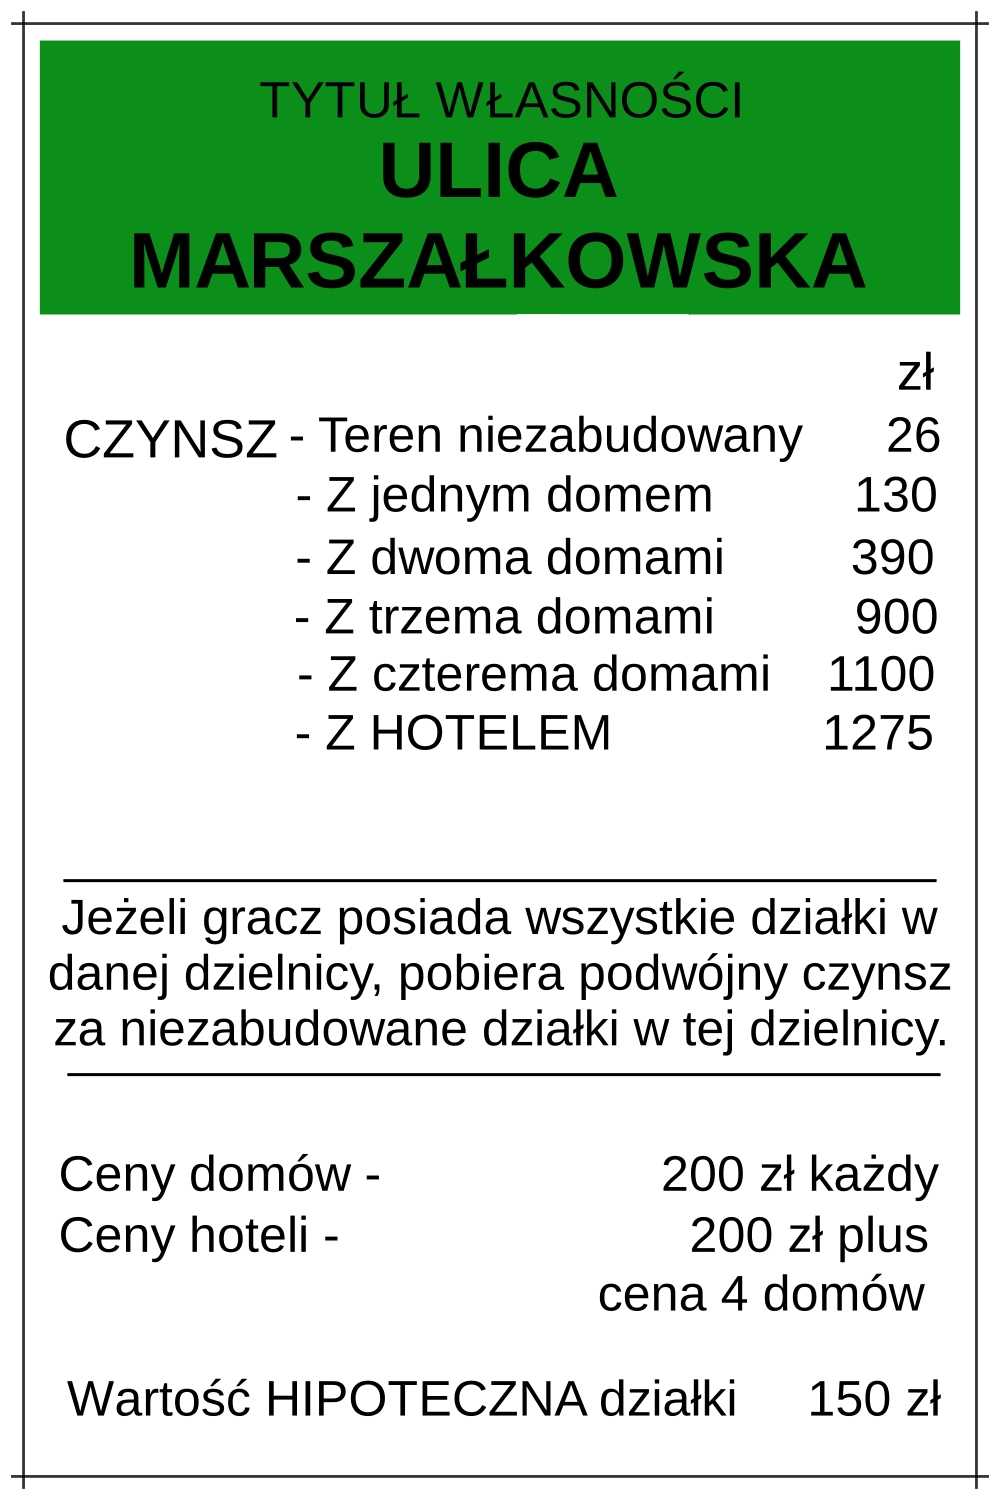 TYTUŁ WŁASNOŚCI
ULICA
MARSZAŁKOWSKA
zł
CZYNSZ - Teren niezabudowany 26
- Z jednym domem 130
- Z dwoma domami 390
- Z trzema domami 900
- Z czterema domami 1100
- Z HOTELEM 1275
Jeżeli gracz posiada wszystkie działki w
danej dzielnicy, pobiera podwójny czynsz
za niezabudowane działki w tej dzielnicy.
Ceny domów - 200 zł każdy
Ceny hoteli - 200 zł plus
cena 4 domów
Wartość HIPOTECZNA działki 150 zł